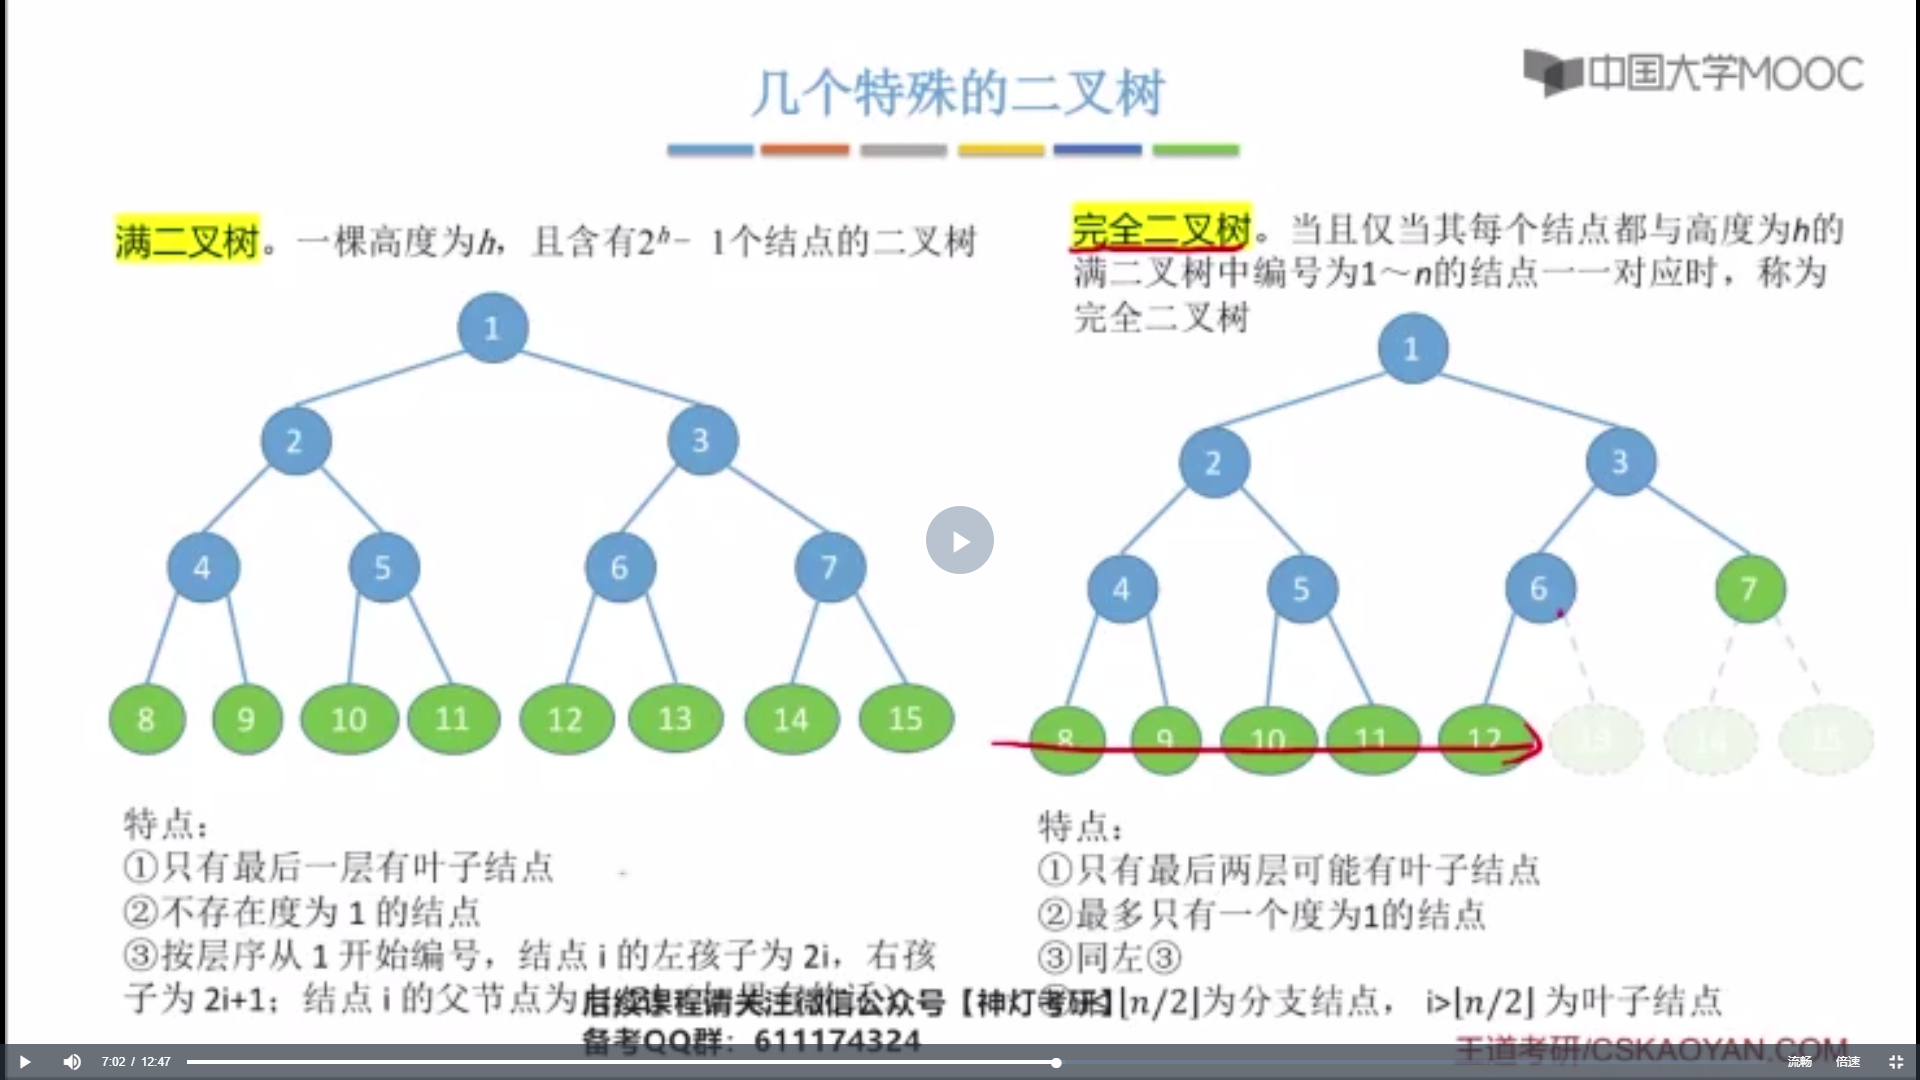 几个特殊的二叉树
中国大学MOOC
满二叉树。一棵高度为h，且含有2ʰ − 1个结点的二叉树
1
2
3
4
5
6
7
8
9
10
11
12
13
14
15
特点：
①只有最后一层有叶子结点
②不存在度为 1 的结点
③按层序从 1 开始编号，结点 i 的左孩子为 2i，右孩
子为 2i+1；结点 i 的父节点为
完全二叉树。当且仅当其每个结点都与高度为h的
满二叉树中编号为1～n的结点一一对应时，称为
完全二叉树
1
2
3
4
5
6
7
8
9
10
11
12
13
14
15
特点：
①只有最后两层可能有叶子结点
②最多只有一个度为1的结点
③同左③
⌊n/2⌋为分支结点， i>⌊n/2⌋ 为叶子结点
后续课程请关注微信公众号【神灯考研】
备考QQ群：611174324
王道考研/CSKAOYAN.COM
7:02 / 12:47
流畅
倍速